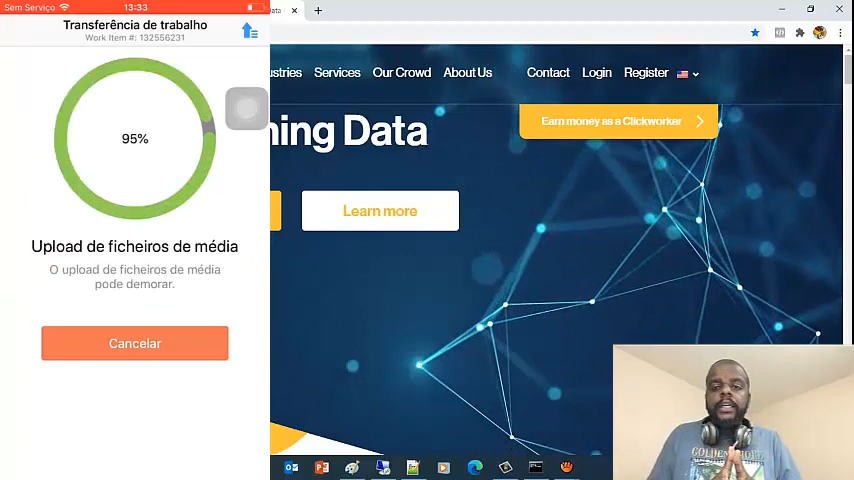 Sem Serviço
13:33
Transferência de trabalho
Work Item #: 132556231
95%
Upload de ficheiros de média
O upload de ficheiros de média
pode demorar.
Cancelar
Data
ustries Services Our Crowd About Us Contact Login Register
Earn money as a Clickworker
ning Data
Learn more
GOLDEN